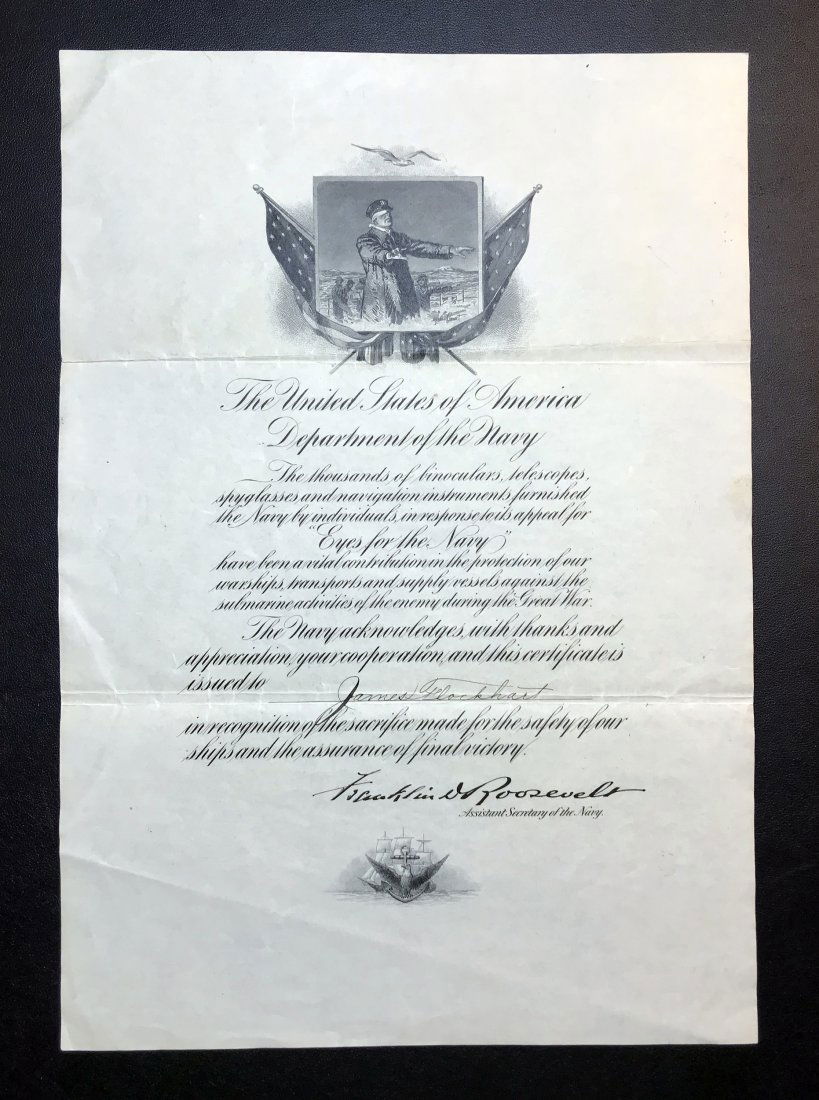 The United States of America
Department of the Navy
The thousands of binoculars, telescopes,
spyglasses and navigation instruments furnished
the Navy by individuals, in response to its appeal for
"Eyes for the Navy"
have been a vital contribution in the protection of our
warships, transports and supply vessels against the
submarine activities of the enemy during the Great War.
The Navy acknowledges, with thanks and
appreciation, your cooperation, and this certificate is
issued to James Flockhart
in recognition of the sacrifice made for the safety of our
ships and the assurance of final victory.
Franklin D Roosevelt
Assistant Secretary of the Navy.